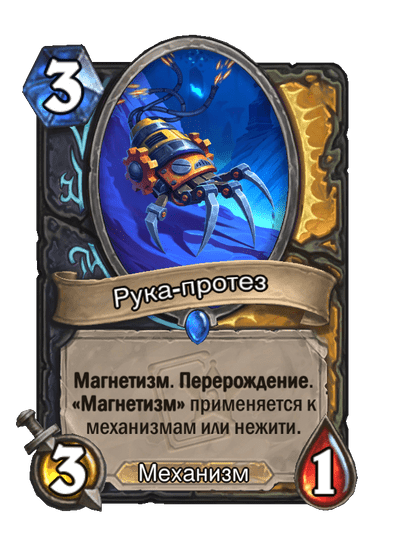 3
Рука-протез
Магнетизм. Перерождение.
«Магнетизм» применяется к
механизмам или нежити.
3
Механизм
1